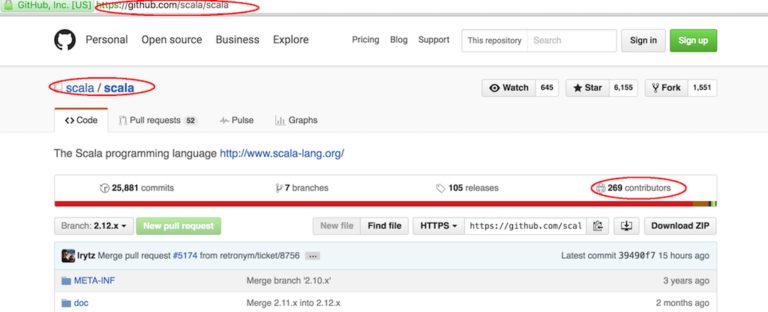 GitHub, Inc. [US] https://github.com/scala/scala
Personal Open source Business Explore Pricing Blog Support This repository Search Sign in Sign up
scala / scala Watch 645 Star 6,155 Fork 1,551
Code Pull requests 52 Pulse Graphs
The Scala programming language http://www.scala-lang.org/
25,881 commits 7 branches 105 releases 269 contributors
Branch: 2.12.x New pull request New file Find file HTTPS https://github.com/scal Download ZIP
lrytz Merge pull request #5174 from retronym/ticket/8756 ... Latest commit 39490f7 15 hours ago
META-INF Merge branch '2.10.x' 3 years ago
doc Merge 2.11.x into 2.12.x 2 months ago